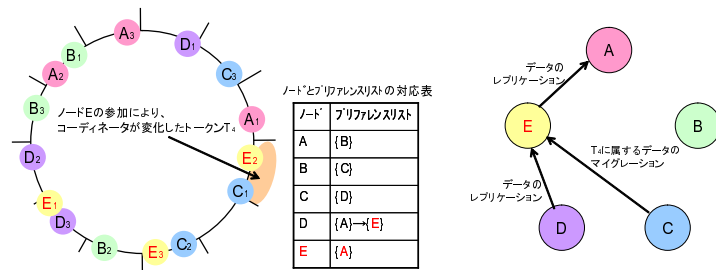 A3
D1
C3
A1
E2
C1
C2
E3
B2
D3
E1
D2
B3
A2
B1
ノードEの参加により、
コーディネータが変化したトークンT4
ノードとプリファレンスリストの対応表
ノード プリファレンスリスト
A {B}
B {C}
C {D}
D {A}→{E}
E {A}
A
B
C
D
E
データの
レプリケーション
T4に属するデータの
マイグレーション
データの
レプリケーション